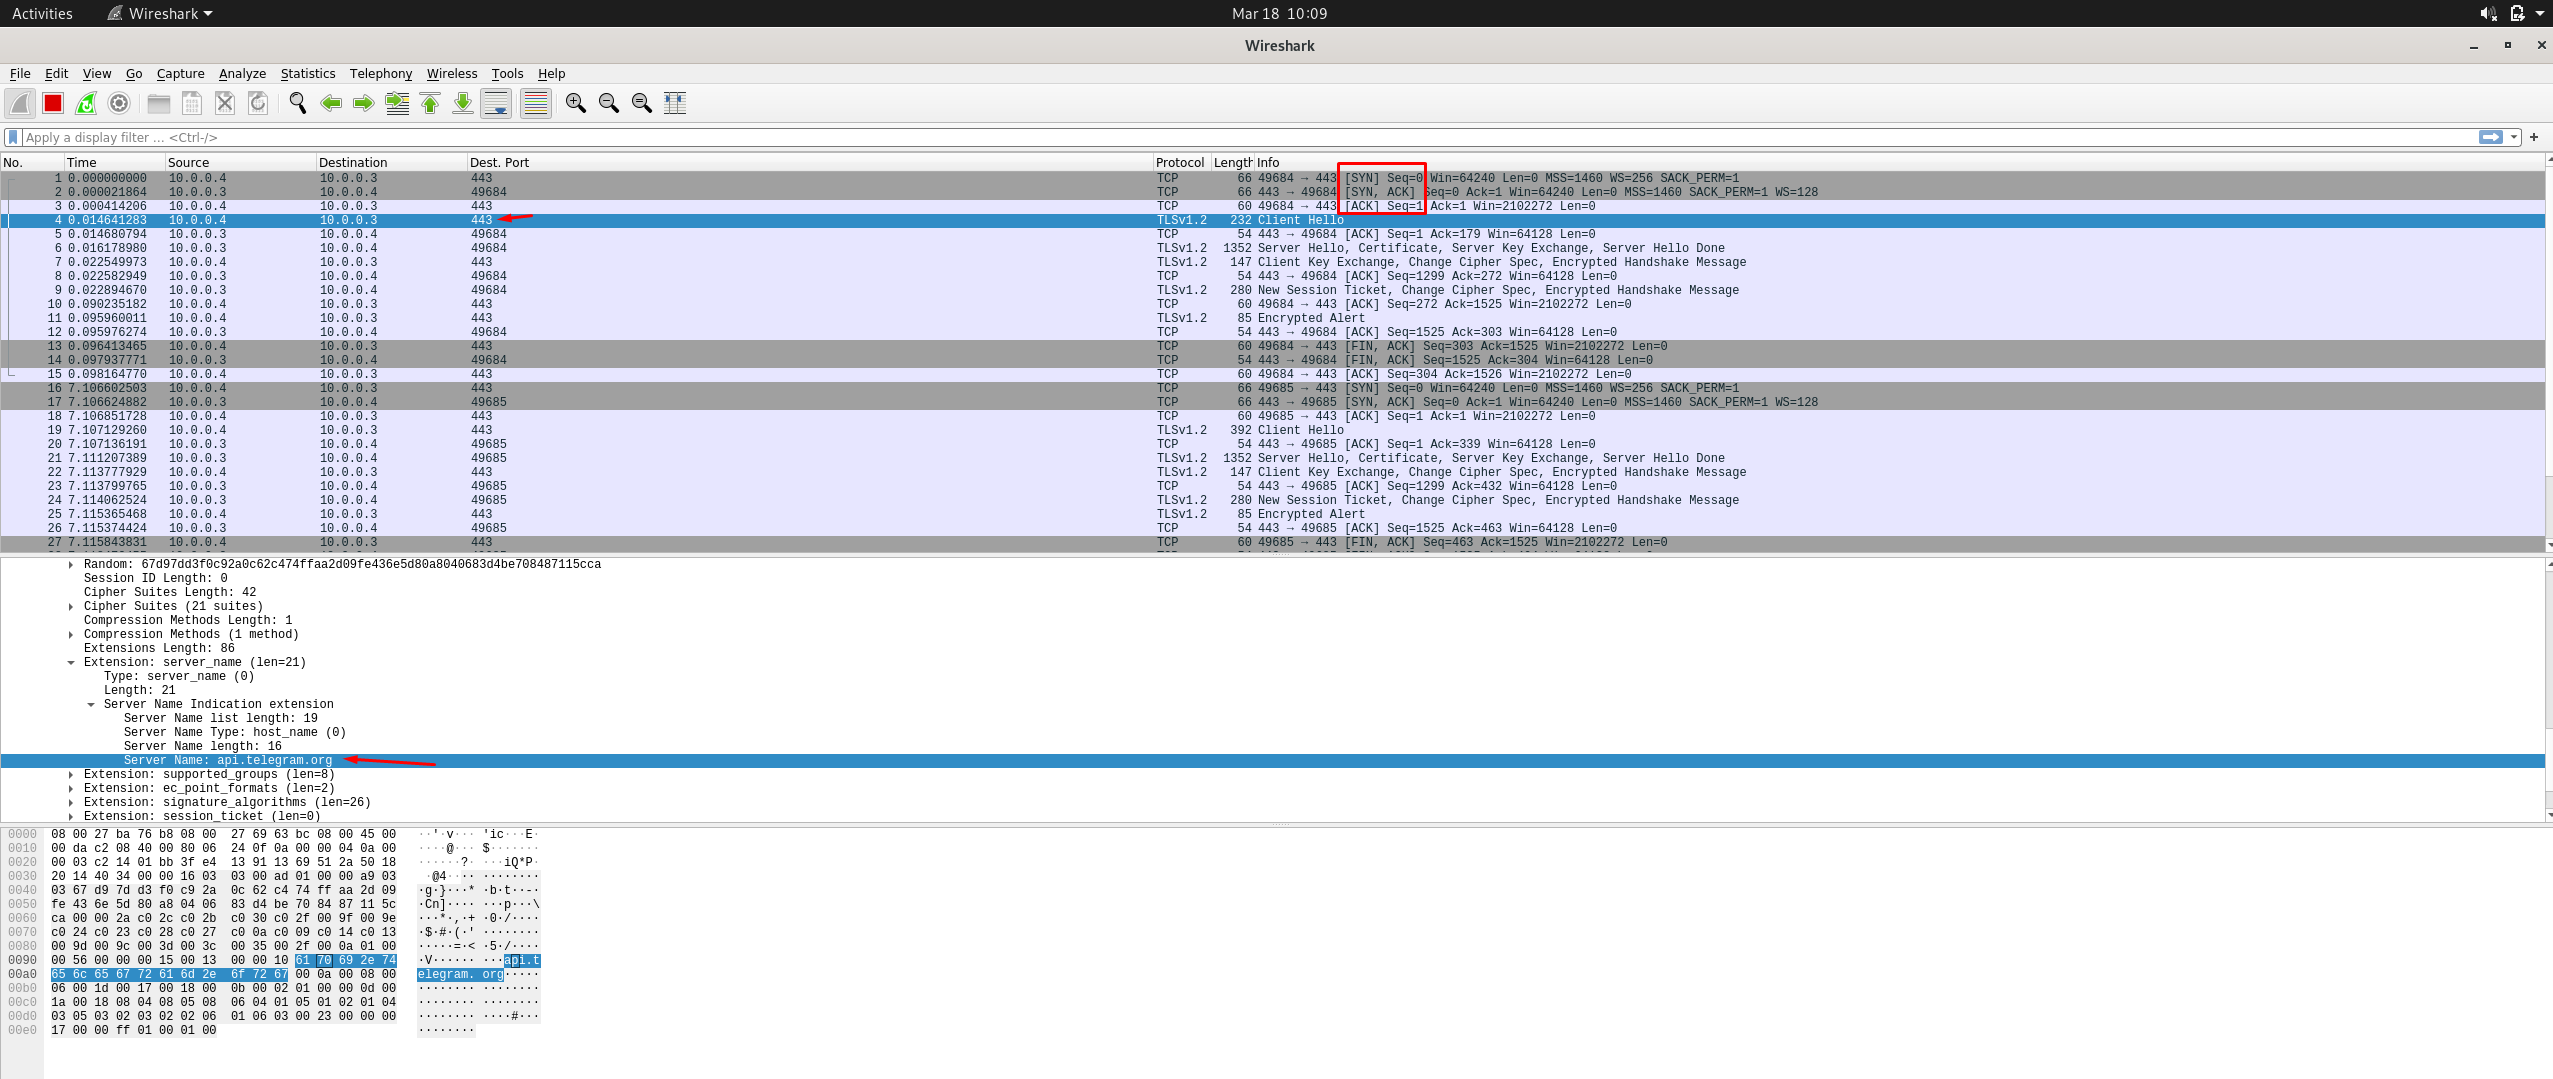 Activities Wireshark Mar 18 10:09
Wireshark
File Edit View Go Capture Analyze Statistics Telephony Wireless Tools Help
Apply a display filter ... <Ctrl-/>
No. Time Source Destination Dest. Port Protocol Length Info
1 0.000000000 10.0.0.4 10.0.0.3 443 TCP 66 49684 → 443 [SYN] Seq=0 Win=64240 Len=0 MSS=1460 WS=256 SACK_PERM=1
2 0.000021864 10.0.0.3 10.0.0.4 49684 TCP 66 443 → 49684 [SYN, ACK] Seq=0 Ack=1 Win=64240 Len=0 MSS=1460 SACK_PERM=1 WS=128
3 0.000414206 10.0.0.4 10.0.0.3 443 TCP 60 49684 → 443 [ACK] Seq=1 Ack=1 Win=2102272 Len=0
4 0.014641283 10.0.0.4 10.0.0.3 443 TLSv1.2 232 Client Hello
5 0.014680794 10.0.0.3 10.0.0.4 49684 TCP 54 443 → 49684 [ACK] Seq=1 Ack=179 Win=64128 Len=0
6 0.016178980 10.0.0.3 10.0.0.4 49684 TLSv1.2 1352 Server Hello, Certificate, Server Key Exchange, Server Hello Done
7 0.022549973 10.0.0.4 10.0.0.3 443 TLSv1.2 147 Client Key Exchange, Change Cipher Spec, Encrypted Handshake Message
8 0.022582949 10.0.0.3 10.0.0.4 49684 TCP 54 443 → 49684 [ACK] Seq=1299 Ack=272 Win=64128 Len=0
9 0.022894670 10.0.0.3 10.0.0.4 49684 TLSv1.2 280 New Session Ticket, Change Cipher Spec, Encrypted Handshake Message
10 0.090235182 10.0.0.4 10.0.0.3 443 TCP 60 49684 → 443 [ACK] Seq=272 Ack=1525 Win=2102272 Len=0
11 0.095960011 10.0.0.4 10.0.0.3 443 TLSv1.2 85 Encrypted Alert
12 0.095976274 10.0.0.3 10.0.0.4 49684 TCP 54 443 → 49684 [ACK] Seq=1525 Ack=303 Win=64128 Len=0
13 0.096413465 10.0.0.4 10.0.0.3 443 TCP 60 49684 → 443 [FIN, ACK] Seq=303 Ack=1525 Win=2102272 Len=0
14 0.097937771 10.0.0.3 10.0.0.4 49684 TCP 54 443 → 49684 [FIN, ACK] Seq=1525 Ack=304 Win=64128 Len=0
15 0.098164770 10.0.0.4 10.0.0.3 443 TCP 60 49684 → 443 [ACK] Seq=304 Ack=1526 Win=2102272 Len=0
16 7.106602503 10.0.0.4 10.0.0.3 443 TCP 66 49685 → 443 [SYN] Seq=0 Win=64240 Len=0 MSS=1460 WS=256 SACK_PERM=1
17 7.106624882 10.0.0.3 10.0.0.4 49685 TCP 66 443 → 49685 [SYN, ACK] Seq=0 Ack=1 Win=64240 Len=0 MSS=1460 SACK_PERM=1 WS=128
18 7.106851728 10.0.0.4 10.0.0.3 443 TCP 60 49685 → 443 [ACK] Seq=1 Ack=1 Win=2102272 Len=0
19 7.107129260 10.0.0.4 10.0.0.3 443 TLSv1.2 392 Client Hello
20 7.107136191 10.0.0.3 10.0.0.4 49685 TCP 54 443 → 49685 [ACK] Seq=1 Ack=339 Win=64128 Len=0
21 7.111207389 10.0.0.3 10.0.0.4 49685 TLSv1.2 1352 Server Hello, Certificate, Server Key Exchange, Server Hello Done
22 7.113777929 10.0.0.4 10.0.0.3 443 TLSv1.2 147 Client Key Exchange, Change Cipher Spec, Encrypted Handshake Message
23 7.113799765 10.0.0.3 10.0.0.4 49685 TCP 54 443 → 49685 [ACK] Seq=1299 Ack=432 Win=64128 Len=0
24 7.114062524 10.0.0.3 10.0.0.4 49685 TLSv1.2 280 New Session Ticket, Change Cipher Spec, Encrypted Handshake Message
25 7.115365468 10.0.0.4 10.0.0.3 443 TLSv1.2 85 Encrypted Alert
26 7.115374424 10.0.0.3 10.0.0.4 49685 TCP 54 443 → 49685 [ACK] Seq=1525 Ack=463 Win=64128 Len=0
27 7.115843831 10.0.0.4 10.0.0.3 443 TCP 60 49685 → 443 [FIN, ACK] Seq=463 Ack=1525 Win=2102272 Len=0
Random: 67d97dd3f0c92a0c62c474ffaa2d09fe436e5d80a8040683d4be708487115cca
Session ID Length: 0
Cipher Suites Length: 42
Cipher Suites (21 suites)
Compression Methods Length: 1
Compression Methods (1 method)
Extensions Length: 86
Extension: server_name (len=21)
Type: server_name (0)
Length: 21
Server Name Indication extension
Server Name list length: 19
Server Name Type: host_name (0)
Server Name length: 16
Server Name: api.telegram.org
Extension: supported_groups (len=8)
Extension: ec_point_formats (len=2)
Extension: signature_algorithms (len=26)
Extension: session_ticket (len=0)
0000 08 00 27 ba 76 b8 08 00 27 69 63 bc 08 00 45 00 ··'·v··· 'ic···E·
0010 00 da c2 08 40 00 80 06 24 0f 0a 00 00 04 0a 00 ····@··· $·······
0020 00 03 c2 14 01 bb 3f e4 13 91 13 69 51 2a 50 18 ······?· ···iQ*P·
0030 20 14 40 34 00 00 16 03 03 00 ad 01 00 00 a9 03 ·@4···· ········
0040 03 67 d9 7d d3 f0 c9 2a 0c 62 c4 74 ff aa 2d 09 ·g·}···* ·b·t··-·
0050 fe 43 6e 5d 80 a8 04 06 83 d4 be 70 84 87 11 5c ·Cn]···· ···p···\
0060 ca 00 00 2a c0 2c c0 2b c0 30 c0 2f 00 9f 00 9e ···*·,·+ ·0·/····
0070 c0 24 c0 23 c0 28 c0 27 c0 0a c0 09 c0 14 c0 13 ·$·#·(·' ········
0080 00 9d 00 9c 00 3d 00 3c 00 35 00 2f 00 0a 01 00 ·····=·< ·5·/····
0090 00 56 00 00 00 15 00 13 00 00 10 61 70 69 2e 74 ·V······ ···api.t
00a0 65 6c 65 67 72 61 6d 2e 6f 72 67 00 0a 00 08 00 elegram. org·····
00b0 06 00 1d 00 17 00 18 00 0b 00 02 01 00 00 0d 00 ········ ········
00c0 1a 00 18 08 04 08 05 08 06 04 01 05 01 02 01 04 ········ ········
00d0 03 05 03 02 03 02 02 06 01 06 03 00 23 00 00 00 ········ ····#···
00e0 17 00 00 ff 01 00 01 00 ········